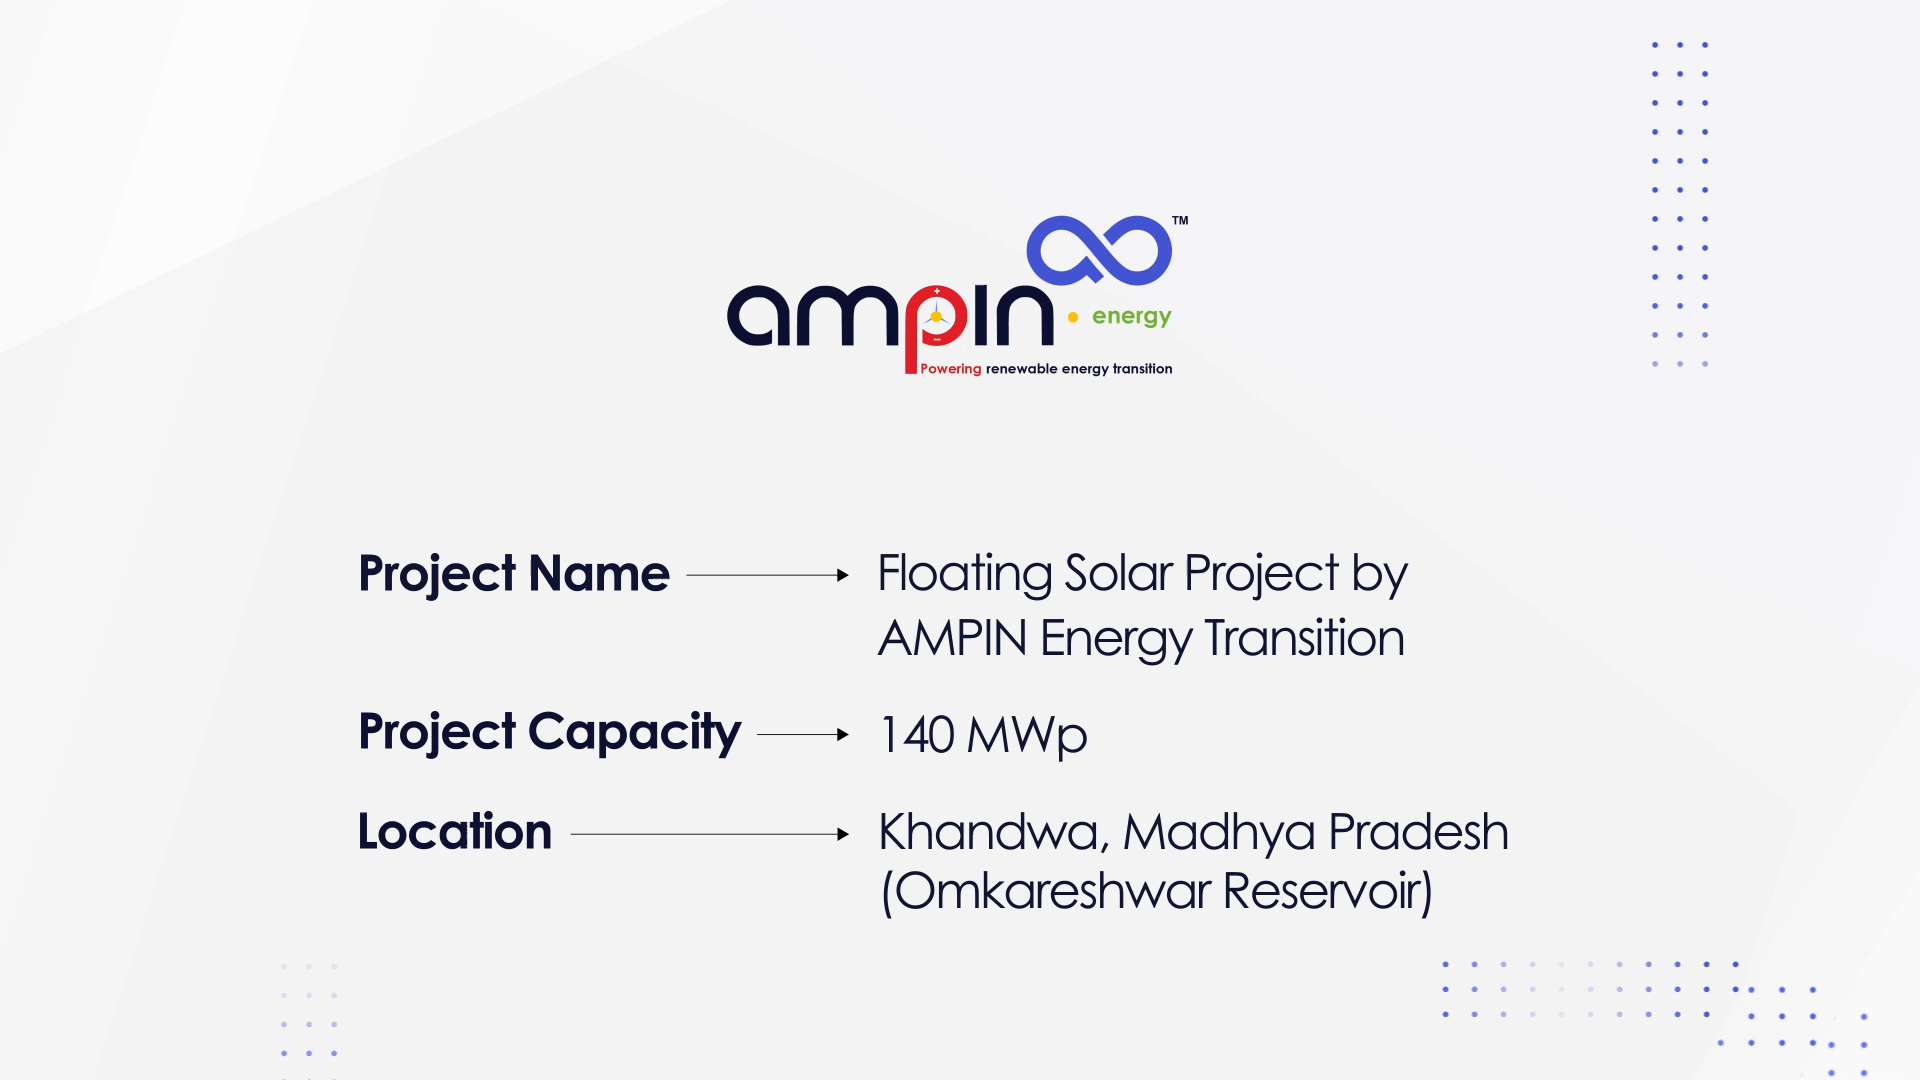 TM
ampin
energy
Powering renewable energy transition
Project Name
Floating Solar Project by
AMPIN Energy Transition
Project Capacity
140 MWp
Location
Khandwa, Madhya Pradesh
(Omkareshwar Reservoir)